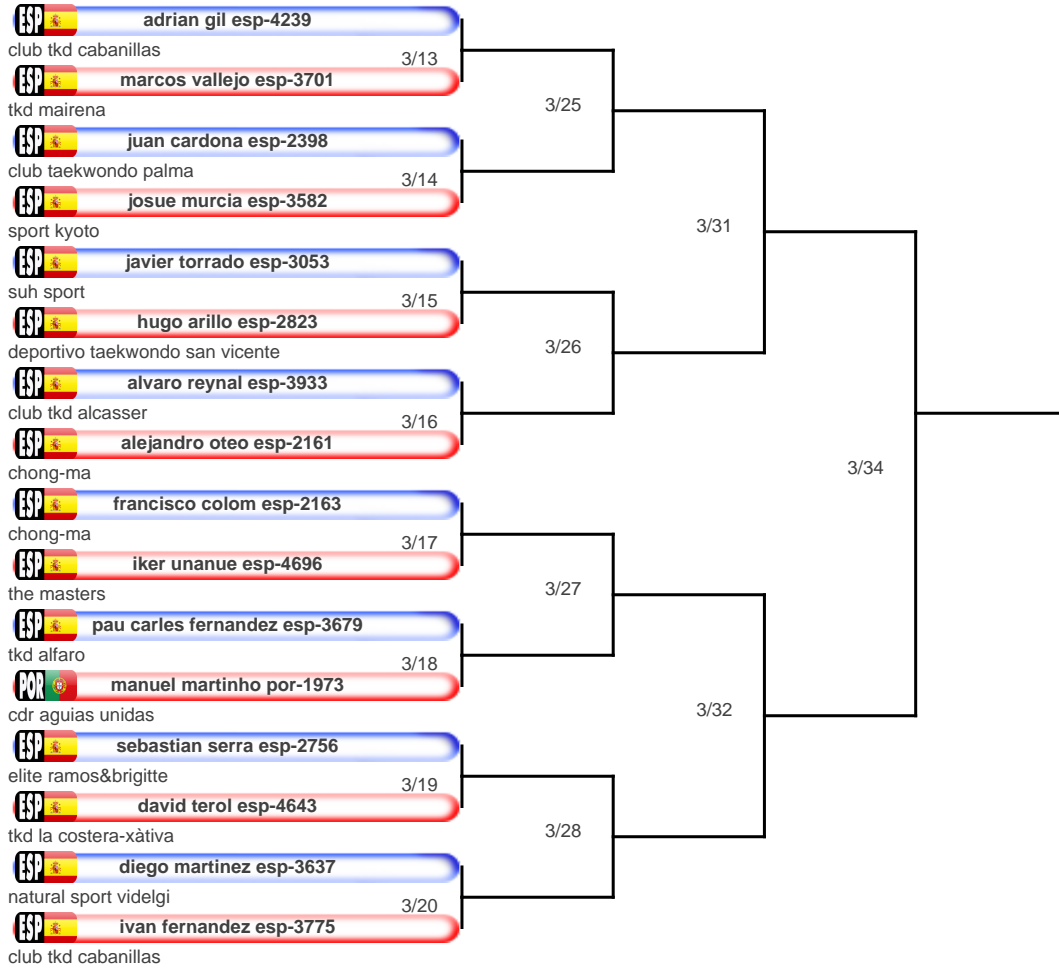 ESP adrian gil esp-4239
club tkd cabanillas
3/13
ESP marcos vallejo esp-3701
tkd mairena
3/25
ESP juan cardona esp-2398
club taekwondo palma
3/14
ESP josue murcia esp-3582
sport kyoto
3/31
ESP javier torrado esp-3053
suh sport
3/15
ESP hugo arillo esp-2823
deportivo taekwondo san vicente
3/26
ESP alvaro reynal esp-3933
club tkd alcasser
3/16
ESP alejandro oteo esp-2161
chong-ma
3/34
ESP francisco colom esp-2163
chong-ma
3/17
ESP iker unanue esp-4696
the masters
3/27
ESP pau carles fernandez esp-3679
tkd alfaro
3/18
POR manuel martinho por-1973
cdr aguias unidas
3/32
ESP sebastian serra esp-2756
elite ramos&brigitte
3/19
ESP david terol esp-4643
tkd la costera-xàtiva
3/28
ESP diego martinez esp-3637
natural sport videlgi
3/20
ESP ivan fernandez esp-3775
club tkd cabanillas